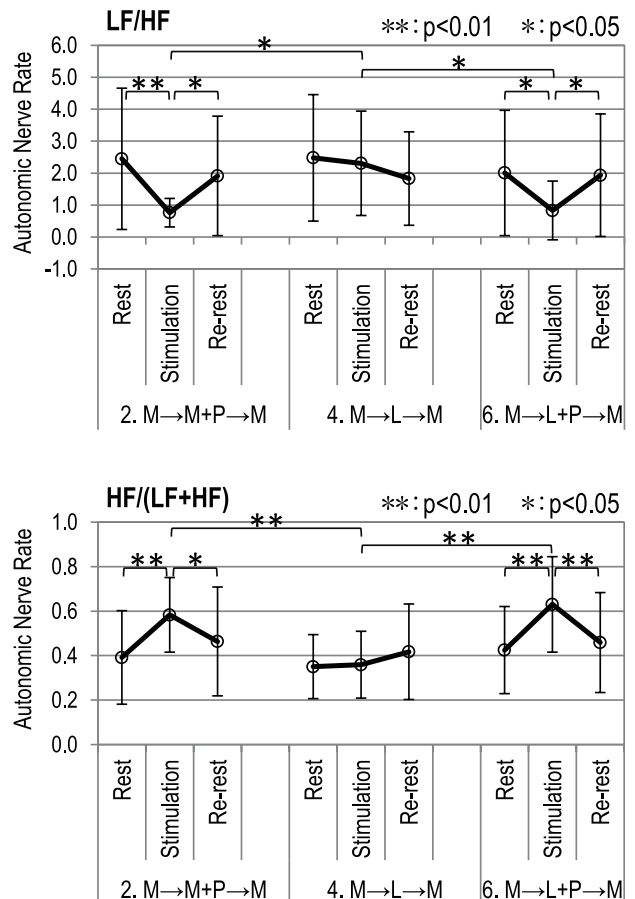 LF/HF
**: p<0.01 *: p<0.05
Autonomic Nerve Rate
6.0
5.0
4.0
3.0
2.0
1.0
0.0
-1.0
*
*
** *
* *
Rest
Stimulation
Re-rest
Rest
Stimulation
Re-rest
Rest
Stimulation
Re-rest
2. M→M+P→M
4. M→L→M
6. M→L+P→M
HF/(LF+HF)
**: p<0.01 *: p<0.05
Autonomic Nerve Rate
1.0
0.8
0.6
0.4
0.2
0.0
**
**
** *
** **
Rest
Stimulation
Re-rest
Rest
Stimulation
Re-rest
Rest
Stimulation
Re-rest
2. M→M+P→M
4. M→L→M
6. M→L+P→M